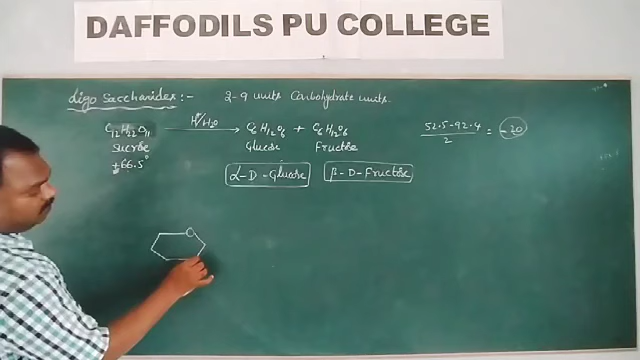 DAFFODILS PU COLLEGE
Oligo Saccharides :- 2-9 units Carbohydrate units.
C12H22O11 H⁺/H2O → C6H12O6 + C6H12O6
Sucrose Glucose Fructose
+66.5°
α-D-Glucose β-D-Fructose
52.5-92.4 / 2 = -20
O